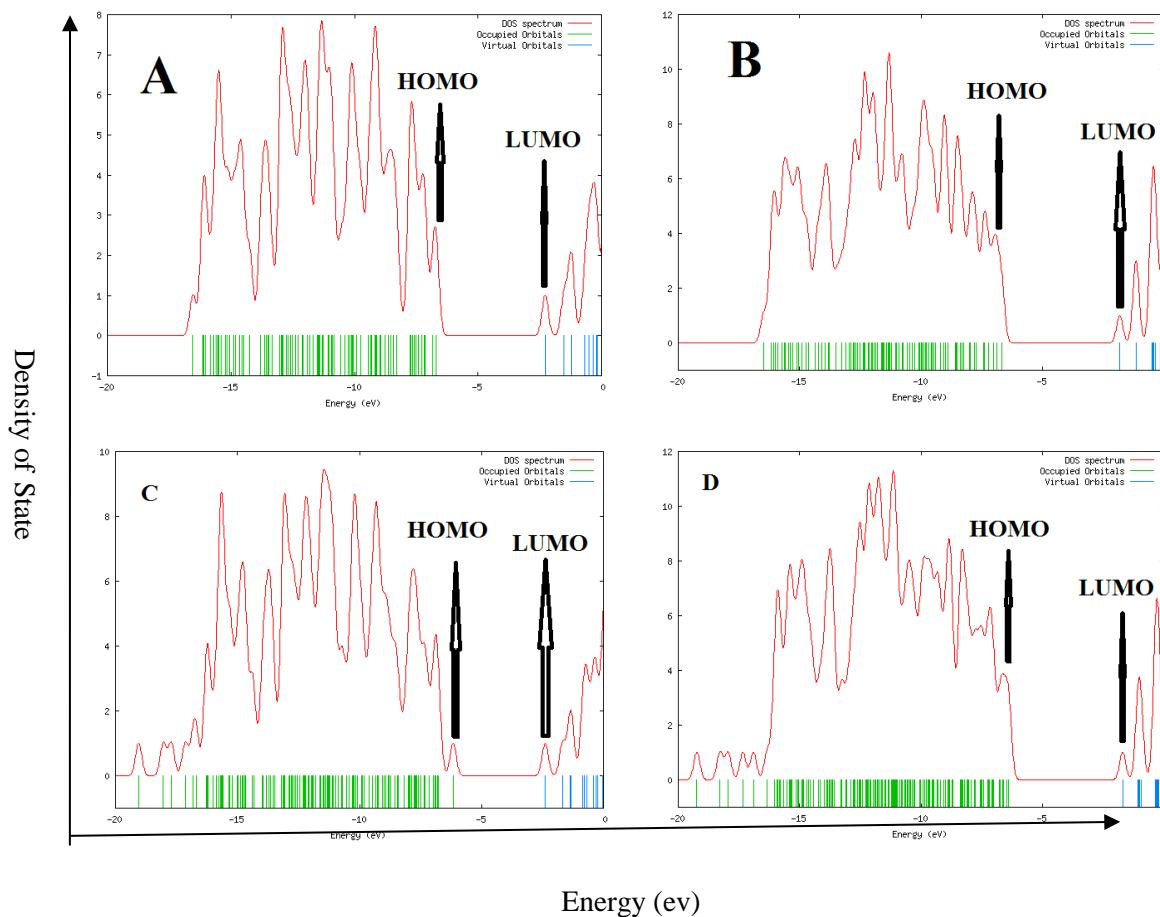 A
DOS spectrum
Occupied Orbitals
Virtual Orbitals
HOMO
LUMO
8
7
6
5
4
3
2
1
0
-1
-20
-15
-10
-5
0
Energy (eV)
B
DOS spectrum
Occupied Orbitals
Virtual Orbitals
HOMO
LUMO
12
10
8
6
4
2
0
-20
-15
-10
-5
Energy (eV)
C
DOS spectrum
Occupied Orbitals
Virtual Orbitals
HOMO
LUMO
10
8
6
4
2
0
-20
-15
-10
-5
0
Energy (eV)
D
DOS spectrum
Occupied Orbitals
Virtual Orbitals
HOMO
LUMO
12
10
8
6
4
2
0
-20
-15
-10
-5
Energy (eV)
Density of State
Energy (ev)